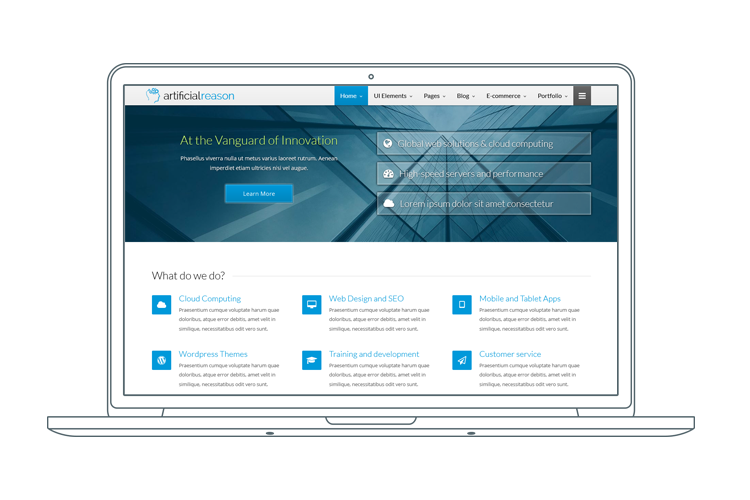 artificialreason
Home
UI Elements
Pages
Blog
E-commerce
Portfolio
At the Vanguard of Innovation
Phasellus viverra nulla ut metus varius laoreet rutrum. Aenean
imperdiet etiam ultricies nisi vel augue.
Learn More
Global web solutions & cloud computing
High-speed servers and performance
Lorem ipsum dolor sit amet consectetur
What do we do?
Cloud Computing
Praesentium cumque voluptate harum quae
doloribus, atque error debitis, amet velit in
similique, necessitatibus odit vero sunt.
Web Design and SEO
Praesentium cumque voluptate harum quae
doloribus, atque error debitis, amet velit in
similique, necessitatibus odit vero sunt.
Mobile and Tablet Apps
Praesentium cumque voluptate harum quae
doloribus, atque error debitis, amet velit in
similique, necessitatibus odit vero sunt.
Wordpress Themes
Praesentium cumque voluptate harum quae
doloribus, atque error debitis, amet velit in
similique, necessitatibus odit vero sunt.
Training and development
Praesentium cumque voluptate harum quae
doloribus, atque error debitis, amet velit in
similique, necessitatibus odit vero sunt.
Customer service
Praesentium cumque voluptate harum quae
doloribus, atque error debitis, amet velit in
similique, necessitatibus odit vero sunt.